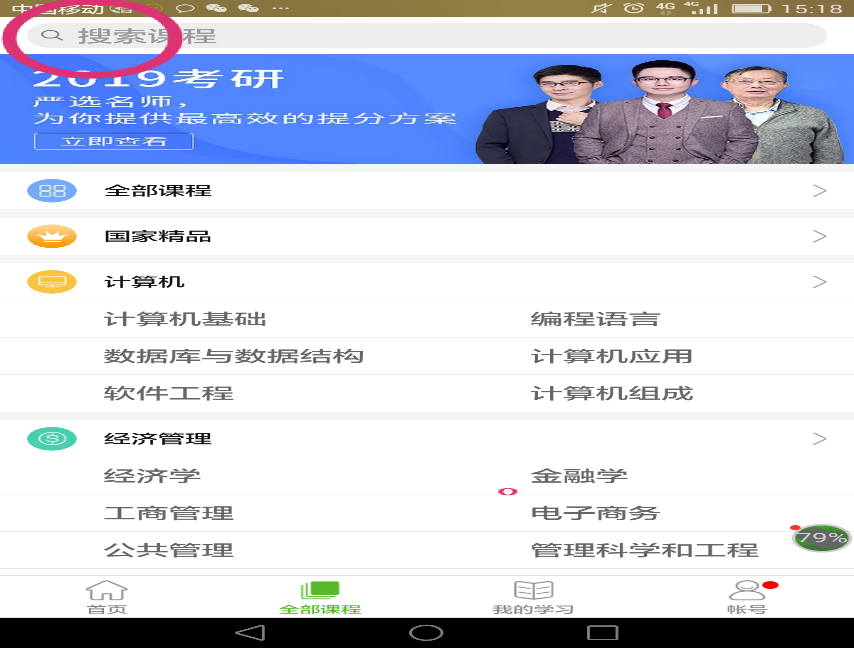 中国移动 15:18
4G 4G
搜索课程
2019考研
严选名师，
为你提供最高效的提分方案
立即查看
全部课程
国家精品
计算机
计算机基础 编程语言
数据库与数据结构 计算机应用
软件工程 计算机组成
经济管理
经济学 金融学
工商管理 电子商务
公共管理 管理科学和工程
79%
首页 全部课程 我的学习 帐号